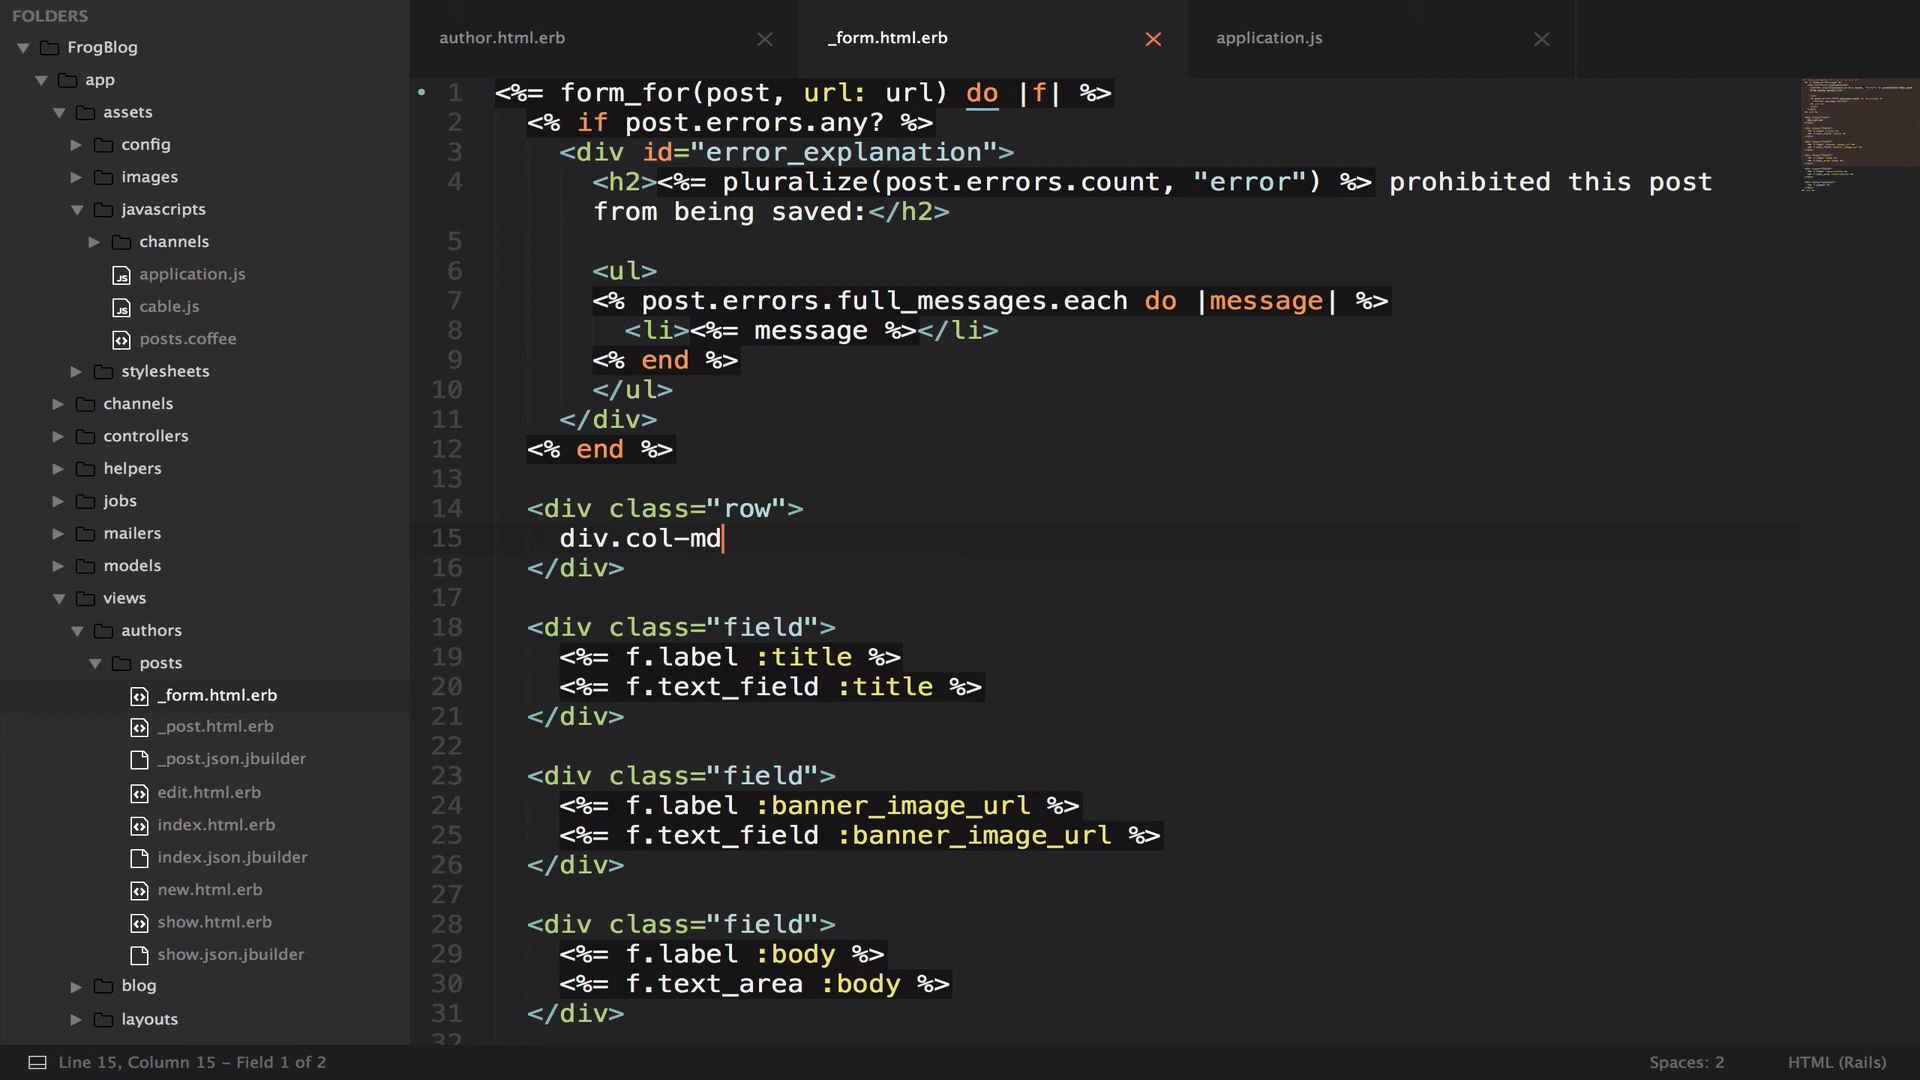 FOLDERS
FrogBlog
app
assets
config
images
javascripts
channels
application.js
cable.js
posts.coffee
stylesheets
channels
controllers
helpers
jobs
mailers
models
views
authors
posts
_form.html.erb
_post.html.erb
_post.json.jbuilder
edit.html.erb
index.html.erb
index.json.jbuilder
new.html.erb
show.html.erb
show.json.jbuilder
blog
layouts
author.html.erb
_form.html.erb
application.js
1 <%= form_for(post, url: url) do |f| %>
2 <% if post.errors.any? %>
3 <div id="error_explanation">
4 <h2><%= pluralize(post.errors.count, "error") %> prohibited this post
from being saved:</h2>
5
6 <ul>
7 <% post.errors.full_messages.each do |message| %>
8 <li><%= message %></li>
9 <% end %>
10 </ul>
11 </div>
12 <% end %>
13
14 <div class="row">
15 div.col-md
16 </div>
17
18 <div class="field">
19 <%= f.label :title %>
20 <%= f.text_field :title %>
21 </div>
22
23 <div class="field">
24 <%= f.label :banner_image_url %>
25 <%= f.text_field :banner_image_url %>
26 </div>
27
28 <div class="field">
29 <%= f.label :body %>
30 <%= f.text_area :body %>
31 </div>
32
Line 15, Column 15 – Field 1 of 2
Spaces: 2
HTML (Rails)